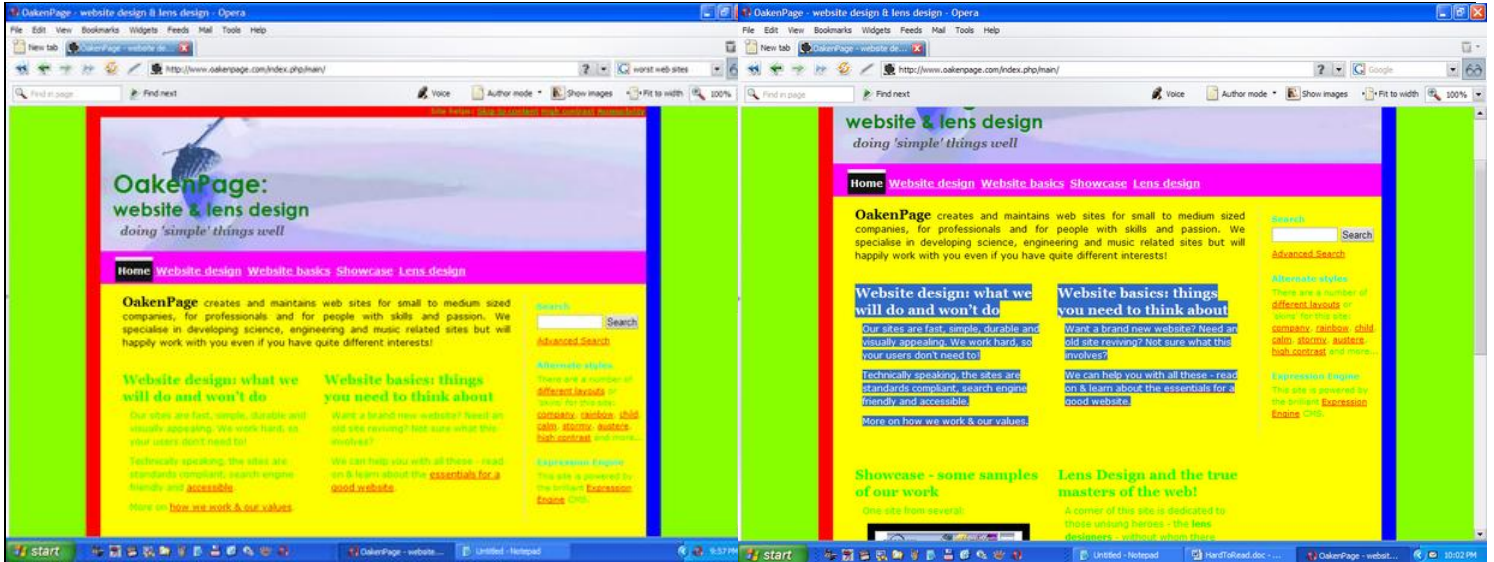 OakenPage - website design & lens design - Opera
File Edit View Bookmarks Widgets Feeds Mail Tools Help
New tab OakenPage - website de...
http://www.oakenpage.com/index.php/main/ ? worst web sites
Find in page Find next Voice Author mode Show images Fit to width 100%
Site helps: Skip to content High contrast Accessibility
OakenPage:
website & lens design
doing 'simple' things well
Home Website design Website basics Showcase Lens design
OakenPage creates and maintains web sites for small to medium sized
companies, for professionals and for people with skills and passion. We
specialise in developing science, engineering and music related sites but will
happily work with you even if you have quite different interests!
Website design: what we
will do and won't do
Our sites are fast, simple, durable and
visually appealing. We work hard, so
your users don't need to!
Technically speaking, the sites are
standards compliant, search engine
friendly and accessible.
More on how we work & our values.
Website basics: things
you need to think about
Want a brand new website? Need an
old site reviving? Not sure what this
involves?
We can help you with all these - read
on & learn about the essentials for a
good website.
Search
Search
Advanced Search
Alternate styles
There are a number of
different layouts or
'skins' for this site:
company, rainbow, child
calm, stormy, austere,
high contrast and more...
Expression Engine
This site is powered by
the brilliant Expression
Engine CMS.
start OakenPage - website... Untitled - Notepad 9:57 PM
OakenPage - website design & lens design - Opera
File Edit View Bookmarks Widgets Feeds Mail Tools Help
New tab OakenPage - website de...
http://www.oakenpage.com/index.php/main/ ? Google
Find in page Find next Voice Author mode Show images Fit to width 100%
website & lens design
doing 'simple' things well
Home Website design Website basics Showcase Lens design
OakenPage creates and maintains web sites for small to medium sized
companies, for professionals and for people with skills and passion. We
specialise in developing science, engineering and music related sites but will
happily work with you even if you have quite different interests!
Website design: what we
will do and won't do
Our sites are fast, simple, durable and
visually appealing. We work hard, so
your users don't need to!
Technically speaking, the sites are
standards compliant, search engine
friendly and accessible.
More on how we work & our values.
Website basics: things
you need to think about
Want a brand new website? Need an
old site reviving? Not sure what this
involves?
We can help you with all these - read
on & learn about the essentials for a
good website.
Showcase - some samples
of our work
One site from several:
Lens Design and the true
masters of the web!
A corner of this site is dedicated to
those unsung heroes - the lens
designers - without whom there
Search
Search
Advanced Search
Alternate styles
There are a number of
different layouts or
'skins' for this site:
company, rainbow, child
calm, stormy, austere,
high contrast and more...
Expression Engine
This site is powered by
the brilliant Expression
Engine CMS.
start Untitled - Notepad HardToRead.doc - ... OakenPage - websit... 10:02 PM